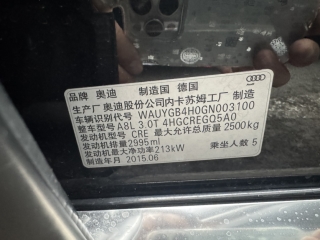 品牌 奥迪 制造国 德国
生产厂 奥迪股份公司内卡苏姆工厂 制造
车辆识别代号 WAUYGB4H0GN003100
整车型号 A8L 3.0T 4HGCREGQ5A0
发动机型号 CRE 最大允许总质量 2500kg
发动机排量 2995ml
发动机最大净功率 213kW 乘坐人数 5
制造年月 2015.06